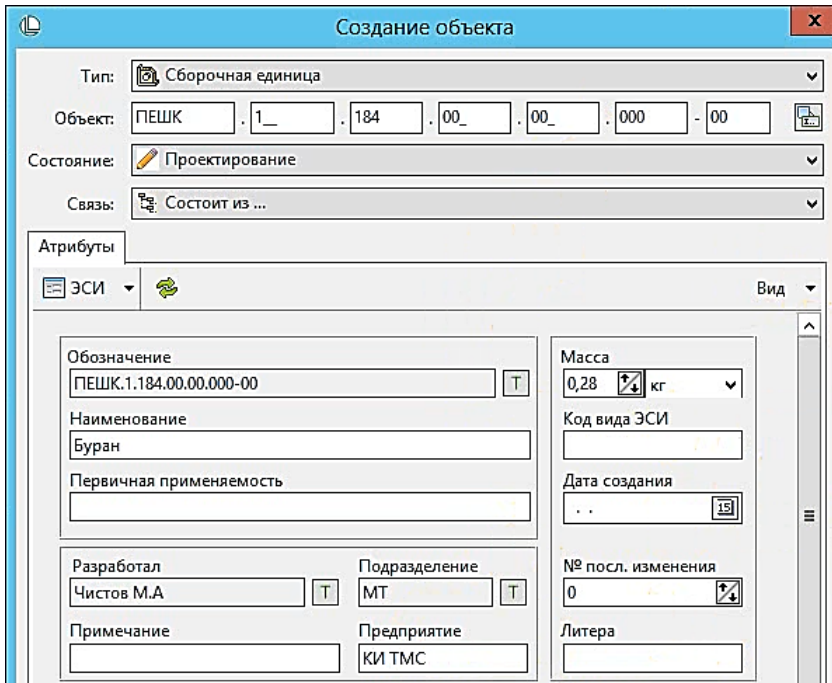 Создание объекта
x
Тип: Сборочная единица
Объект: ПЕШК . 1__ . 184 . 00_ . 00_ . 000 - 00
Состояние: Проектирование
Связь: Состоит из ...
Атрибуты
ЭСИ Вид
Обозначение Масса
ПЕШК.1.184.00.00.000-00 T 0,28 кг
Наименование Код вида ЭСИ
Буран
Первичная применяемость Дата создания
. . 15
Разработал Подразделение № посл. изменения
Чистов М.А T МТ T 0
Примечание Предприятие Литера
КИ ТМС